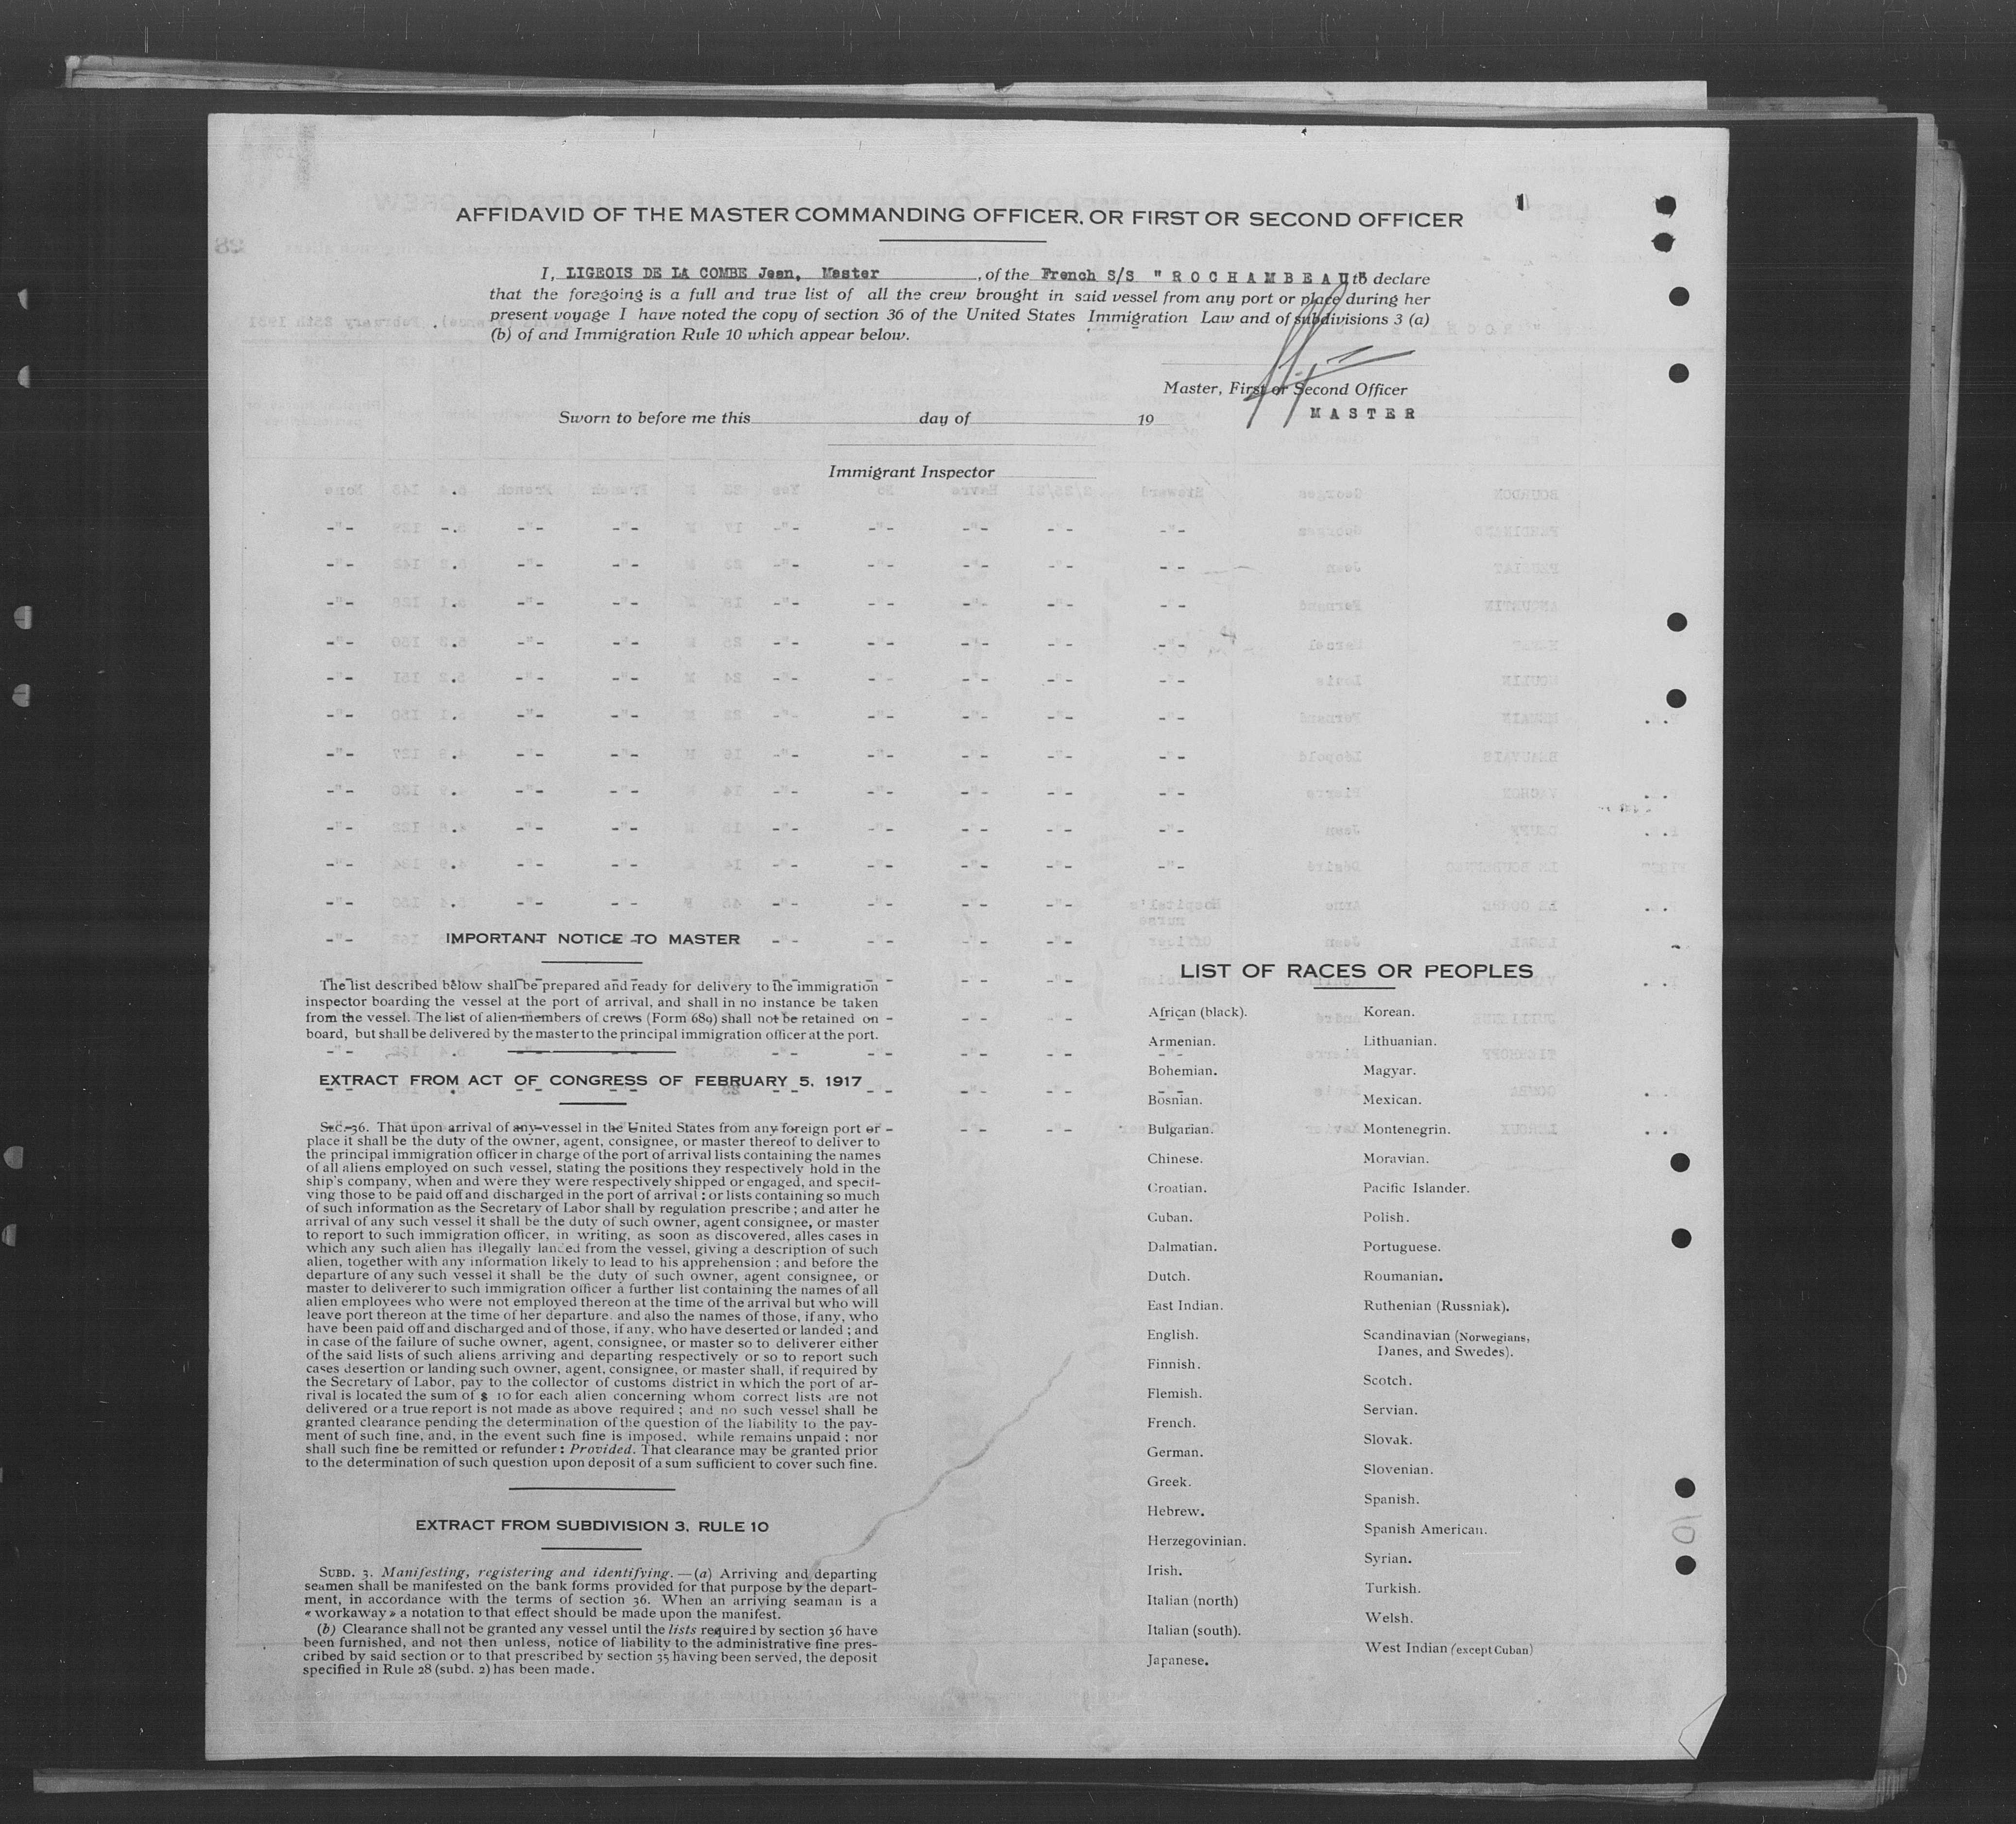 AFFIDAVID OF THE MASTER COMMANDING OFFICER, OR FIRST OR SECOND OFFICER
I, LIGEOIS DE LA COMBE Jean, Master , of the French S/S "R O C H A M B E A U to declare
that the foregoing is a full and true list of all the crew brought in said vessel from any port or place during her
present voyage I have noted the copy of section 36 of the United States Immigration Law and of subdivisions 3 (a)
(b) of and Immigration Rule 10 which appear below.
Master, First or Second Officer
M A S T E R
Sworn to before me this day of 19
Immigrant Inspector
IMPORTANT NOTICE TO MASTER
The list described below shall be prepared and ready for delivery to the immigration
inspector boarding the vessel at the port of arrival, and shall in no instance be taken
from the vessel. The list of alien members of crews (Form 689) shall not be retained on
board, but shall be delivered by the master to the principal immigration officer at the port.
EXTRACT FROM ACT OF CONGRESS OF FEBRUARY 5, 1917
SEC. 36. That upon arrival of any vessel in the United States from any foreign port or
place it shall be the duty of the owner, agent, consignee, or master thereof to deliver to
the principal immigration officer in charge of the port of arrival lists containing the names
of all aliens employed on such vessel, stating the positions they respectively hold in the
ship's company, when and were they were respectively shipped or engaged, and specif-
ving those to be paid off and discharged in the port of arrival : or lists containing so much
of such information as the Secretary of Labor shall by regulation prescribe ; and after he
arrival of any such vessel it shall be the duty of such owner, agent consignee, or master
to report to such immigration officer, in writing, as soon as discovered, alles cases in
which any such alien has illegally landed from the vessel, giving a description of such
alien, together with any information likely to lead to his apprehension ; and before the
departure of any such vessel it shall be the duty of such owner, agent consignee, or
master to deliverer to such immigration officer a further list containing the names of all
alien employees who were not employed thereon at the time of the arrival but who will
leave port thereon at the time of her departure. and also the names of those, if any, who
have been paid off and discharged and of those, if any, who have deserted or landed ; and
in case of the failure of suche owner, agent, consignee, or master so to deliverer either
of the said lists of such aliens arriving and departing respectively or so to report such
cases desertion or landing such owner, agent, consignee, or master shall, if required by
the Secretary of Labor, pay to the collector of customs district in which the port of ar-
rival is located the sum of $ 10 for each alien concerning whom correct lists are not
delivered or a true report is not made as above required ; and no such vessel shall be
granted clearance pending the determination of the question of the liability to the pay-
ment of such fine, and, in the event such fine is imposed, while remains unpaid ; nor
shall such fine be remitted or refunder : Provided. That clearance may be granted prior
to the determination of such question upon deposit of a sum sufficient to cover such fine.
EXTRACT FROM SUBDIVISION 3, RULE 10
SUBD. 3. Manifesting, registering and identifying. — (a) Arriving and departing
seamen shall be manifested on the bank forms provided for that purpose by the depart-
ment, in accordance with the terms of section 36. When an arriving seaman is a
« workaway » a notation to that effect should be made upon the manifest.
(b) Clearance shall not be granted any vessel until the lists required by section 36 have
been furnished, and not then unless, notice of liability to the administrative fine pres-
cribed by said section or to that prescribed by section 35 having been served, the deposit
specified in Rule 28 (subd. 2) has been made.
LIST OF RACES OR PEOPLES
African (black).
Armenian.
Bohemian.
Bosnian.
Bulgarian.
Chinese.
Croatian.
Cuban.
Dalmatian.
Dutch.
East Indian.
English.
Finnish.
Flemish.
French.
German.
Greek.
Hebrew.
Herzegovinian.
Irish.
Italian (north)
Italian (south).
Japanese.
Korean.
Lithuanian.
Magyar.
Mexican.
Montenegrin.
Moravian.
Pacific Islander.
Polish.
Portuguese.
Roumanian.
Ruthenian (Russniak).
Scandinavian (Norwegians,
Danes, and Swedes).
Scotch.
Servian.
Slovak.
Slovenian.
Spanish.
Spanish American.
Syrian.
Turkish.
Welsh.
West Indian (except Cuban)
10